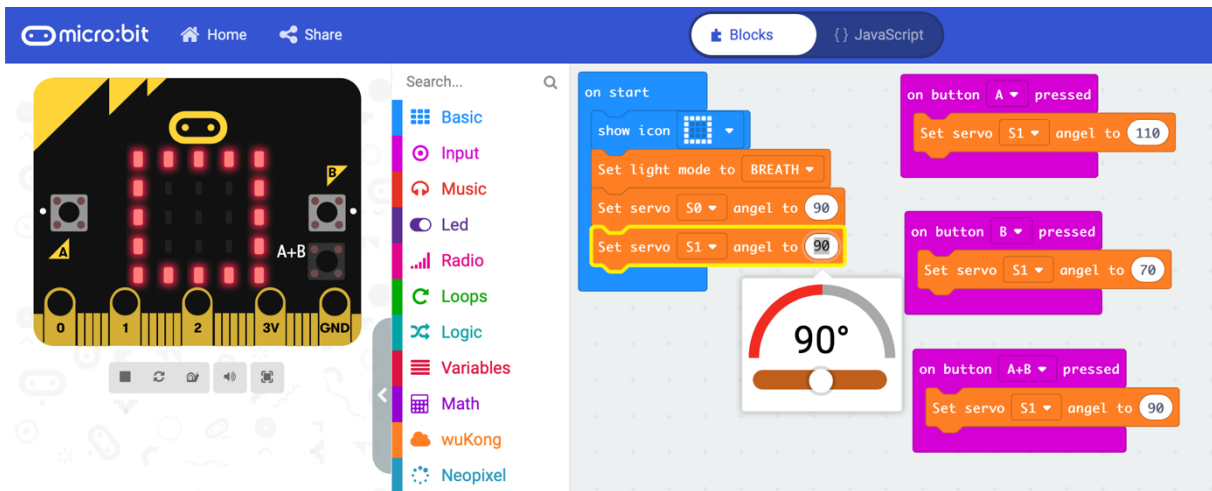 micro:bit Home Share Blocks {} JavaScript
B
A
A+B
0 1 2 3V GND
Search...
Basic
Input
Music
Led
Radio
Loops
Logic
Variables
Math
wuKong
Neopixel
on start
show icon
Set light mode to BREATH
Set servo S0 angel to 90
Set servo S1 angel to 90
90°
on button A pressed
Set servo S1 angel to 110
on button B pressed
Set servo S1 angel to 70
on button A+B pressed
Set servo S1 angel to 90